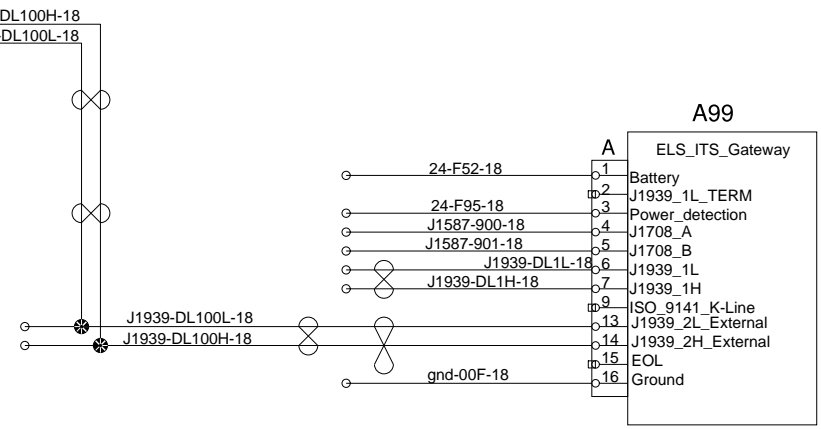 DL100H-18
-DL100L-18
A99
A
ELS_ITS_Gateway
24-F52-18
1
Battery
2
J1939_1L_TERM
24-F95-18
3
Power_detection
J1587-900-18
4
J1708_A
J1587-901-18
5
J1708_B
J1939-DL1L-18
6
J1939_1L
J1939-DL1H-18
7
J1939_1H
9
ISO_9141_K-Line
J1939-DL100L-18
13
J1939_2L_External
J1939-DL100H-18
14
J1939_2H_External
15
EOL
gnd-00F-18
16
Ground